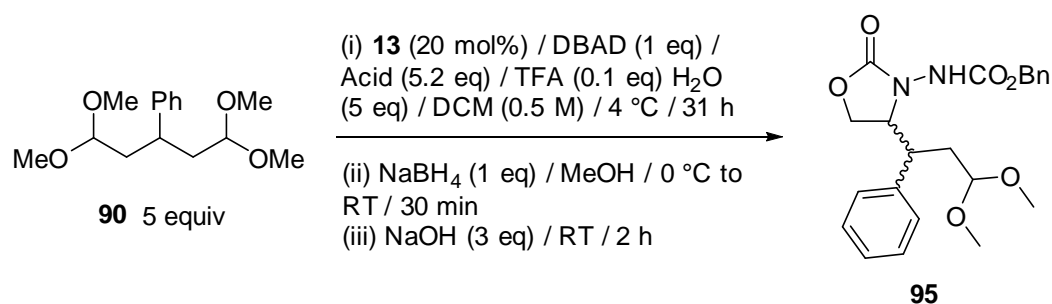 (i) 13 (20 mol%) / DBAD (1 eq) /
Acid (5.2 eq) / TFA (0.1 eq) H₂O
(5 eq) / DCM (0.5 M) / 4 °C / 31 h
(ii) NaBH₄ (1 eq) / MeOH / 0 °C to
RT / 30 min
(iii) NaOH (3 eq) / RT / 2 h
OMe Ph OMe
MeO OMe
90 5 equiv
O
N NHCO₂Bn
O
O
O
95